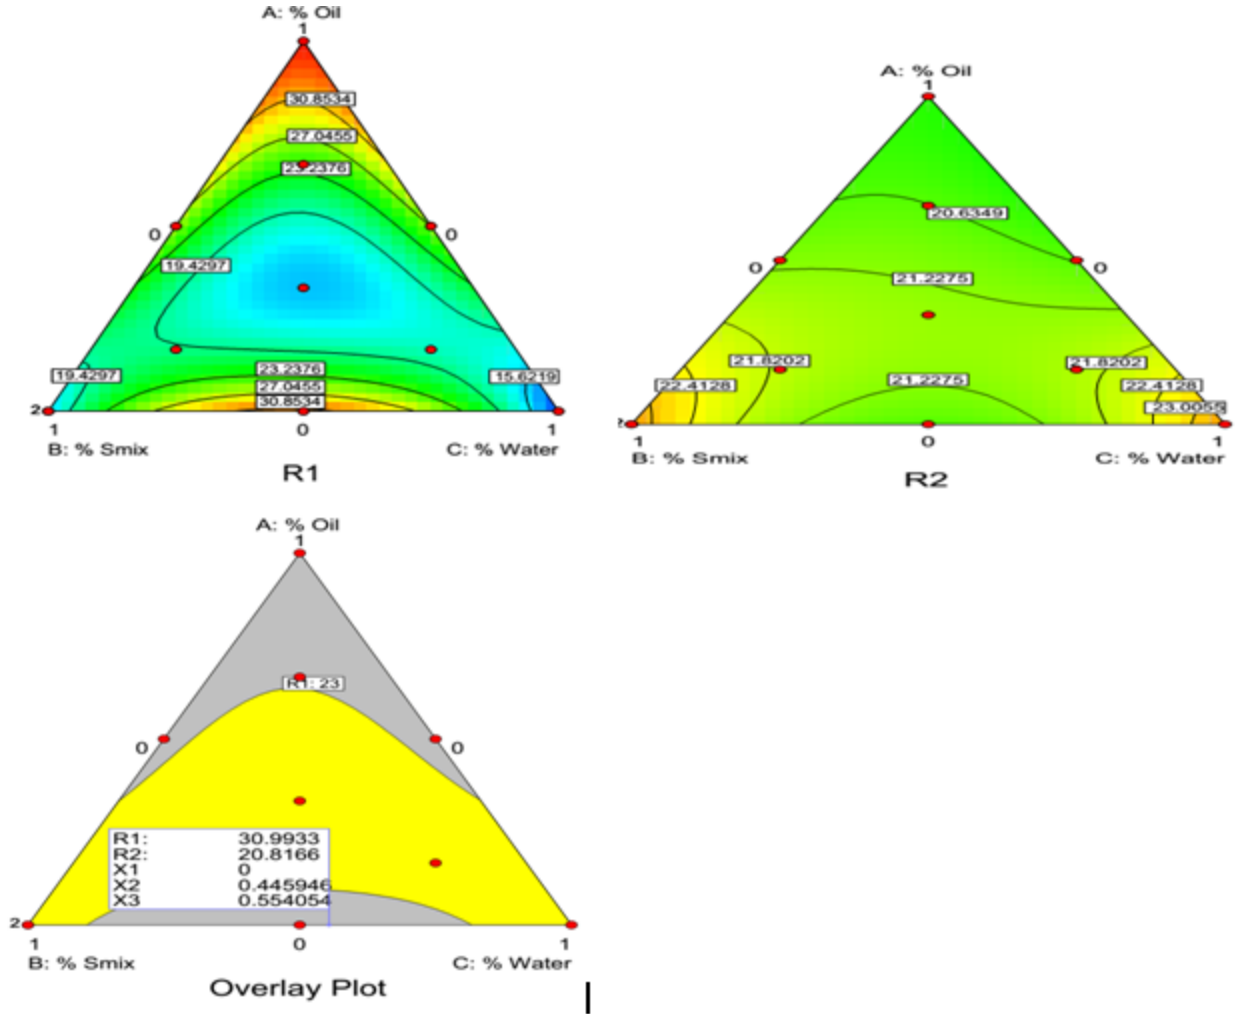 A: % Oil
1
30.8534
27.0455
23.2376
0
0
19.4297
23.2376
19.4297
27.0455
15.6219
30.8534
2
1
0
1
B: % Smix
C: % Water
R1
A: % Oil
1
20.6349
0
0
21.2275
21.8202
21.8202
22.4128
21.2275
22.4128
23.0055
1
0
1
B: % Smix
C: % Water
R2
A: % Oil
1
R1: 23
0
0
R1: 30.9933
R2: 20.8166
X1 0
X2 0.445946
X3 0.554054
2
1
0
1
B: % Smix
C: % Water
Overlay Plot